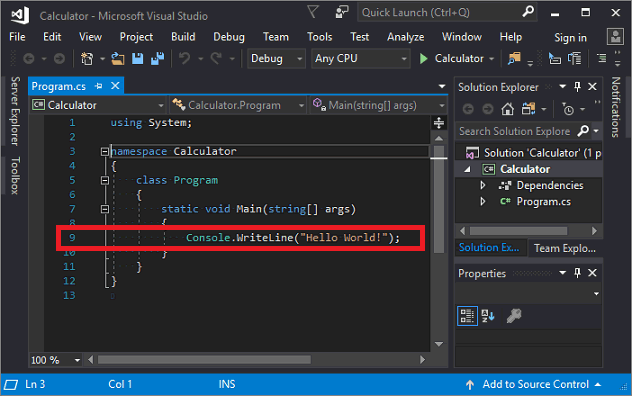 Calculator - Microsoft Visual Studio
Quick Launch (Ctrl+Q)
File Edit View Project Build Debug Team
Tools Test Analyze Window Help Sign in
Debug Any CPU Calculator
Server Explorer
Toolbox
Program.cs
Calculator Calculator.Program Main(string[] args)
1 using System;
2
3 namespace Calculator
4 {
5 class Program
6 {
7 static void Main(string[] args)
8 {
9 Console.WriteLine("Hello World!");
10 }
11 }
12 }
13
100 %
Solution Explorer
Search Solution Explorer
Solution 'Calculator' (1 p
Calculator
Dependencies
C# Program.cs
Solution Ex... Team Explo...
Properties
Notifications
Ln 3 Col 1 INS Add to Source Control